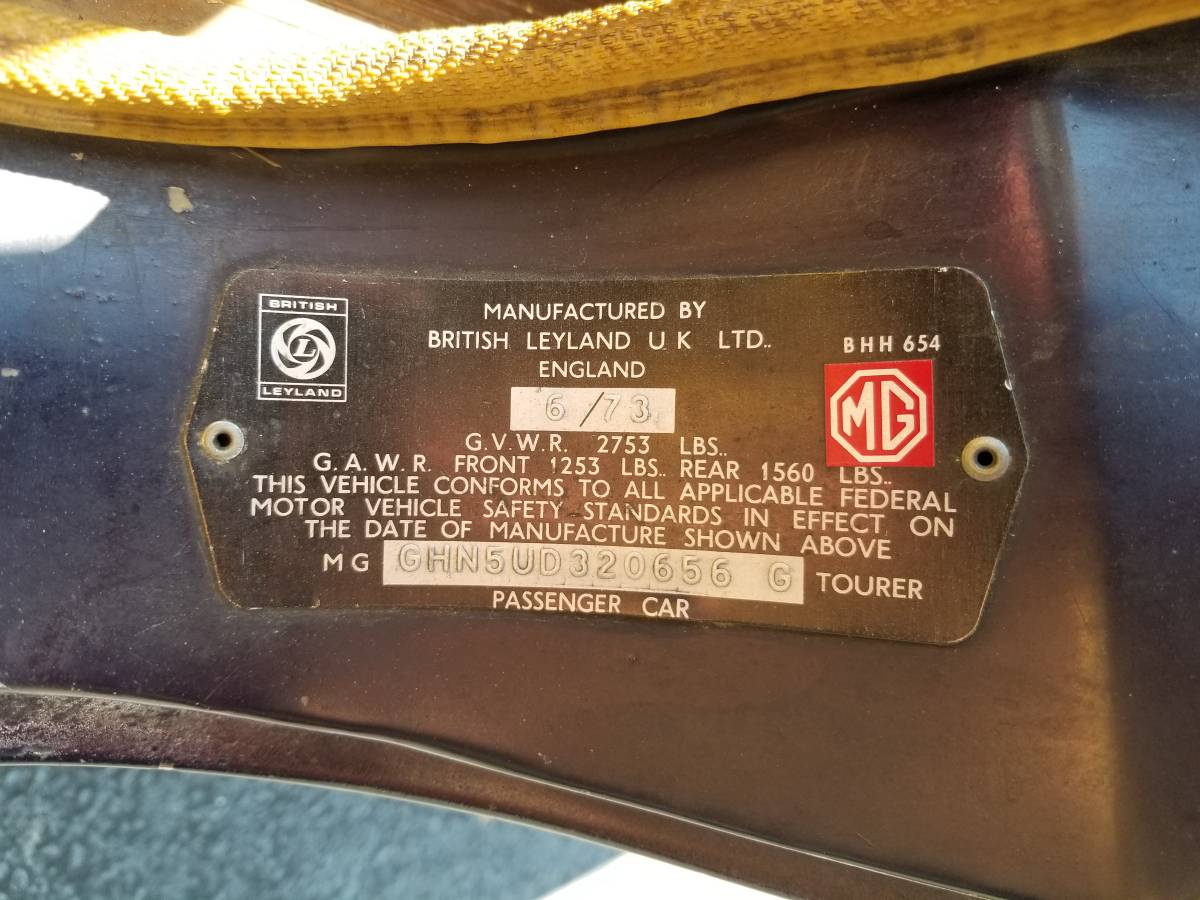 BRITISH
L
LEYLAND
MANUFACTURED BY
BRITISH LEYLAND U K LTD..
ENGLAND
BHH 654
MG
6 /73
G.V.W.R. 2753 LBS..
G.A.W.R. FRONT 1253 LBS.. REAR 1560 LBS..
THIS VEHICLE CONFORMS TO ALL APPLICABLE FEDERAL
MOTOR VEHICLE SAFETY STANDARDS IN EFFECT ON
THE DATE OF MANUFACTURE SHOWN ABOVE
MG GHN5UD320656 G TOURER
PASSENGER CAR